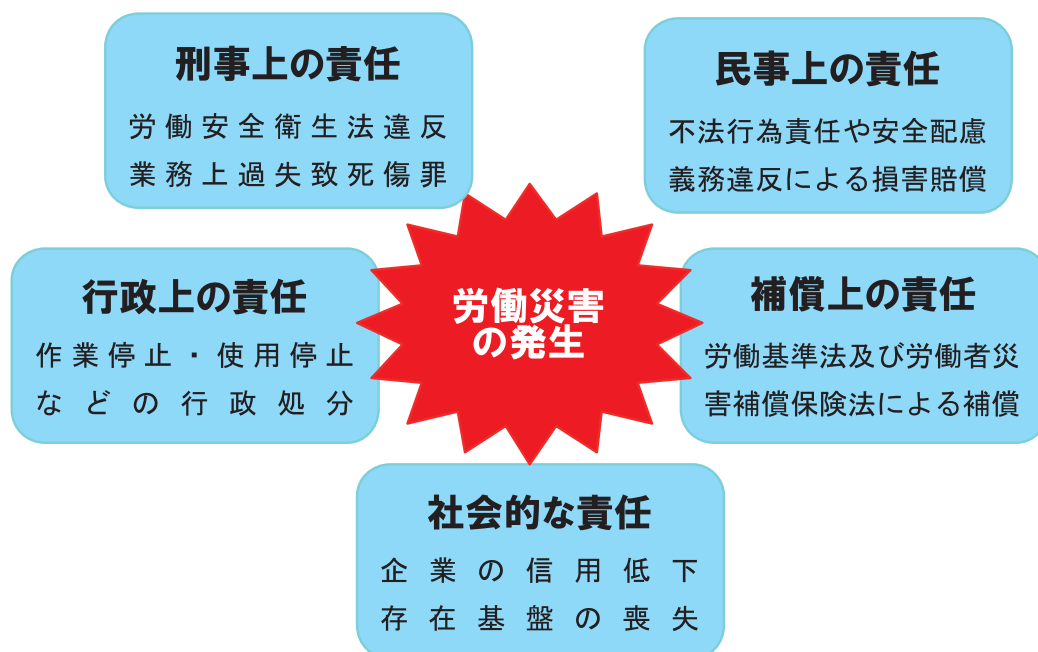 刑事上の責任
労働安全衛生法違反
業務上過失致死傷罪
民事上の責任
不法行為責任や安全配慮
義務違反による損害賠償
行政上の責任
作業停止・使用停止
などの行政処分
労働災害
の発生
補償上の責任
労働基準法及び労働者災
害補償保険法による補償
社会的な責任
企業の信用低下
存在基盤の喪失